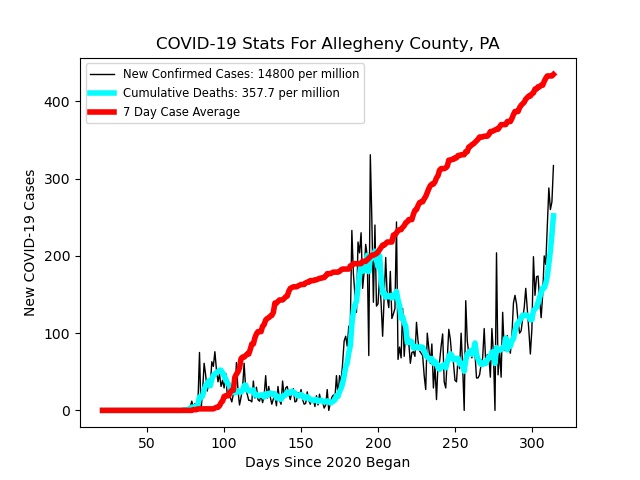 COVID-19 Stats For Allegheny County, PA
New Confirmed Cases: 14800 per million
Cumulative Deaths: 357.7 per million
7 Day Case Average
New COVID-19 Cases
400
300
200
100
0
50 100 150 200 250 300
Days Since 2020 Began